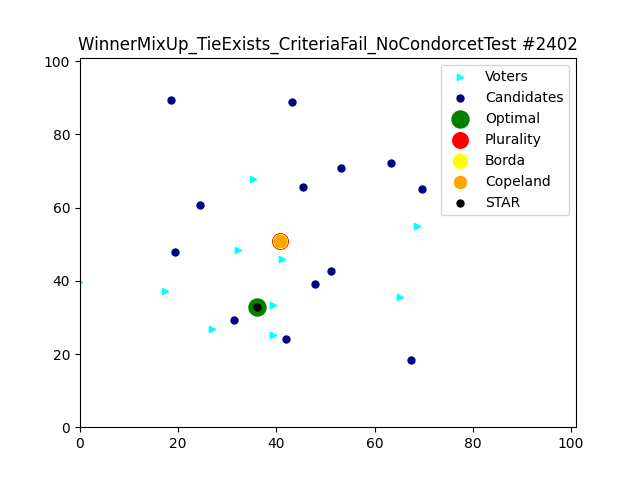 WinnerMixUp_TieExists_CriteriaFail_NoCondorcetTest #2402
100
80
60
40
20
0
0
20
40
60
80
100
Voters
Candidates
Optimal
Plurality
Borda
Copeland
STAR